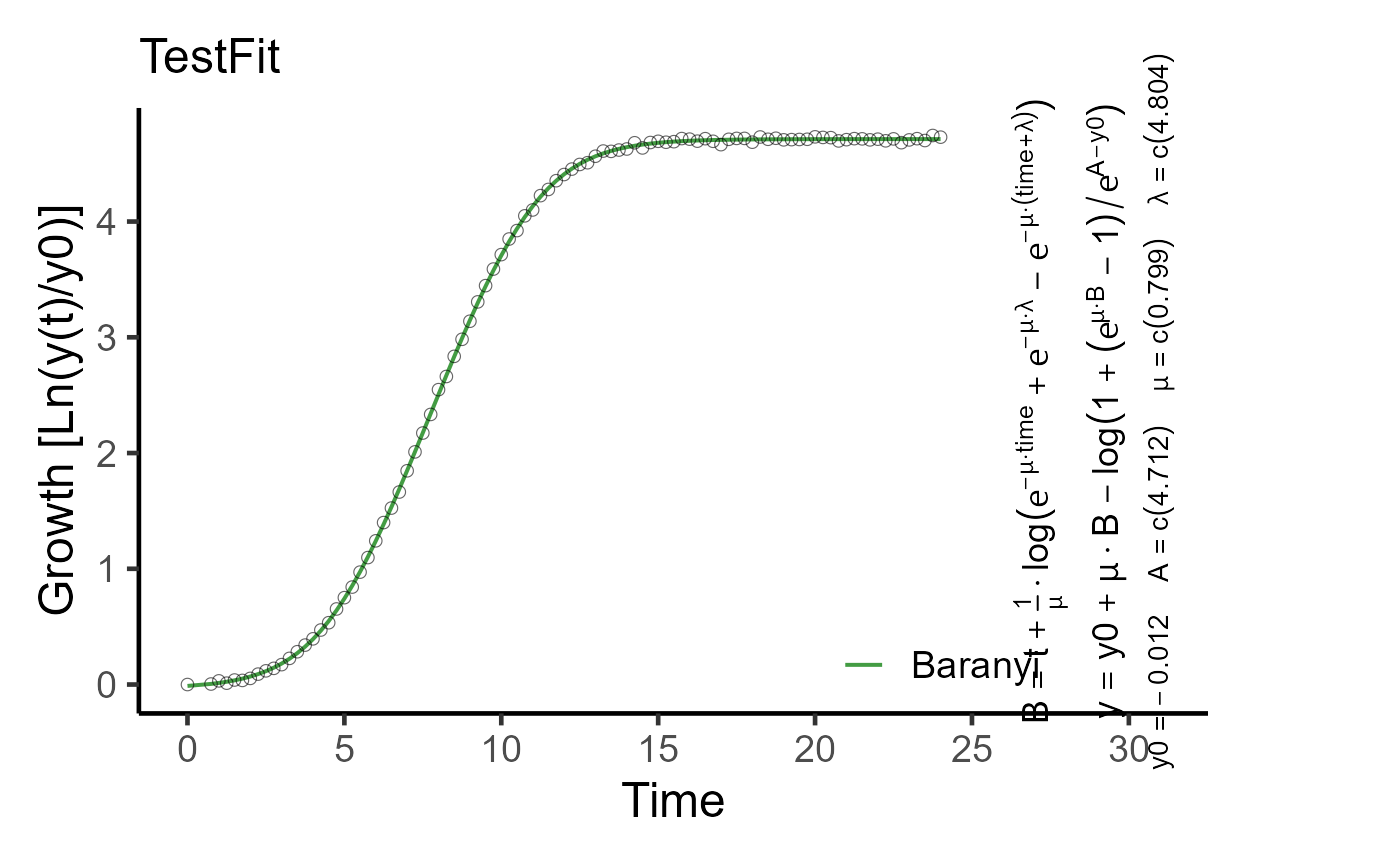 TestFit
Growth [Ln(y(t)/y0)]
4
3
2
1
0
0 5 10 15 20 25 30
Time
Baranyi
B = t + 1/μ · log(e^−μ·time + e^−μ·λ − e^−μ·(time+λ))
y = y0 + μ · B − log(1 + (e^μ·B − 1)/e^A−y0)
y0 = − 0.012 A = c(4.712) μ = c(0.799) λ = c(4.804)